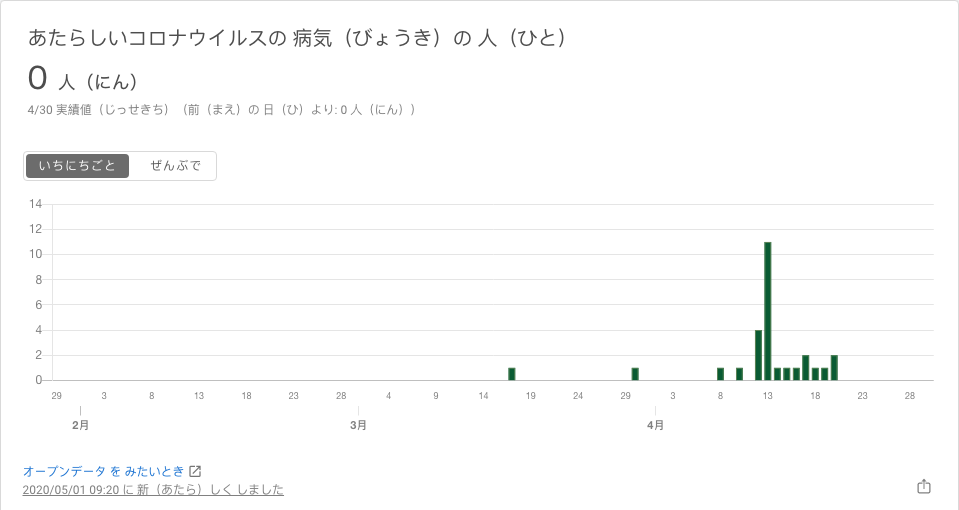 あたらしいコロナウイルスの 病気（びょうき）の 人（ひと）
0 人（にん）
4/30 実績値（じっせきち）（前（まえ）の 日（ひ）より: 0 人（にん））
いちにちごと ぜんぶで
14
12
10
8
6
4
2
0
29 3 8 13 18 23 28 4 9 14 19 24 29 3 8 13 18 23 28
2月 3月 4月
オープンデータ を みたいとき
2020/05/01 09:20 に 新（あたら）しく しました